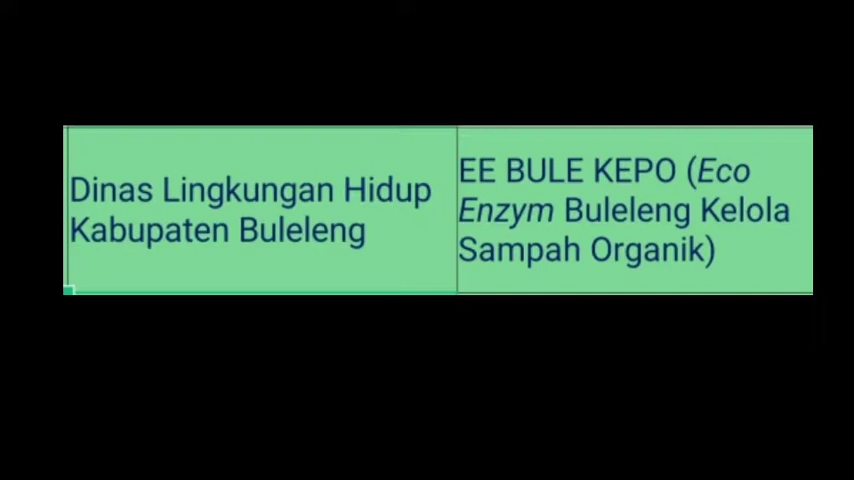 Dinas Lingkungan Hidup
Kabupaten Buleleng
EE BULE KEPO (Eco
Enzym Buleleng Kelola
Sampah Organik)